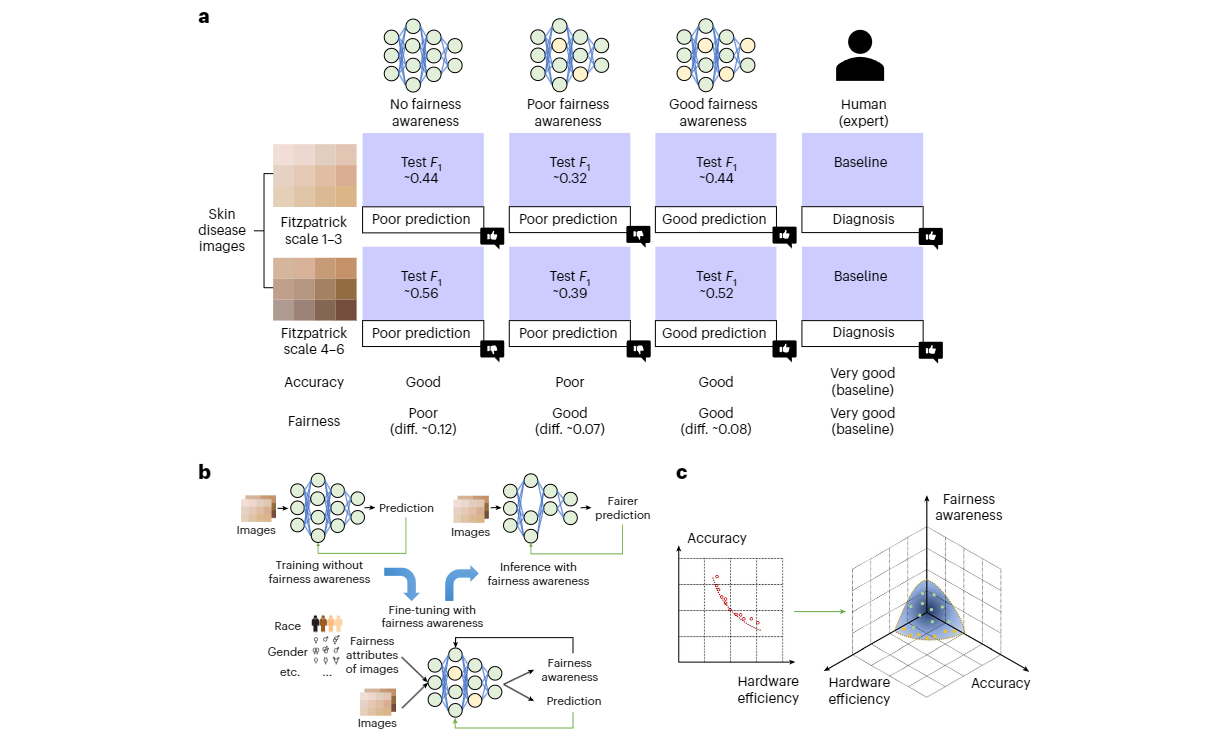 a
No fairness
awareness
Poor fairness
awareness
Good fairness
awareness
Human
(expert)
Skin
disease
images
Fitzpatrick
scale 1–3
Test F1
~0.44
Poor prediction
Test F1
~0.32
Poor prediction
Test F1
~0.44
Good prediction
Baseline
Diagnosis
Fitzpatrick
scale 4–6
Test F1
~0.56
Poor prediction
Test F1
~0.39
Poor prediction
Test F1
~0.52
Good prediction
Baseline
Diagnosis
Accuracy
Good
Poor
Good
Very good
(baseline)
Fairness
Poor
(diff. ~0.12)
Good
(diff. ~0.07)
Good
(diff. ~0.08)
Very good
(baseline)
b
Images
Prediction
Training without
fairness awareness
Images
Fairer
prediction
Inference with
fairness awareness
Fine-tuning with
fairness awareness
Race
Gender
etc.
...
Fairness
attributes
of images
Images
Fairness
awareness
Prediction
c
Accuracy
Hardware
efficiency
Fairness
awareness
Hardware
efficiency
Accuracy